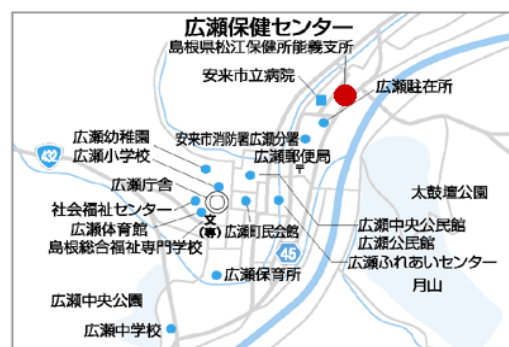 広瀬保健センター
島根県松江保健所能義支所
安来市立病院
広瀬駐在所
安来市消防署広瀬分署
広瀬幼稚園
432
広瀬小学校
広瀬郵便局
〒
広瀬庁舎
太鼓壇公園
社会福祉センター
広瀬体育館
文
(専)
広瀬町民会館
広瀬中央公民館
島根総合福祉専門学校
広瀬公民館
45
広瀬ふれあいセンター
広瀬保育所
月山
広瀬中央公園
広瀬中学校